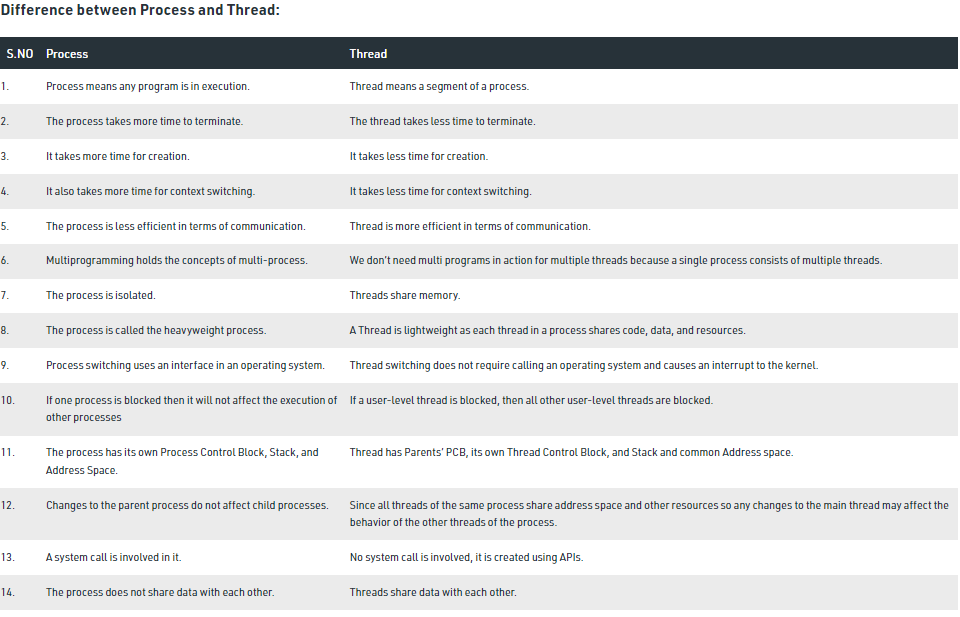 Difference between Process and Thread:
S.NO Process Thread
1. Process means any program is in execution. Thread means a segment of a process.
2. The process takes more time to terminate. The thread takes less time to terminate.
3. It takes more time for creation. It takes less time for creation.
4. It also takes more time for context switching. It takes less time for context switching.
5. The process is less efficient in terms of communication. Thread is more efficient in terms of communication.
6. Multiprogramming holds the concepts of multi-process. We don't need multi programs in action for multiple threads because a single process consists of multiple threads.
7. The process is isolated. Threads share memory.
8. The process is called the heavyweight process. A Thread is lightweight as each thread in a process shares code, data, and resources.
9. Process switching uses an interface in an operating system. Thread switching does not require calling an operating system and causes an interrupt to the kernel.
10. If one process is blocked then it will not affect the execution of If a user-level thread is blocked, then all other user-level threads are blocked.
other processes
11. The process has its own Process Control Block, Stack, and Thread has Parents’ PCB, its own Thread Control Block, and Stack and common Address space.
Address Space.
12. Changes to the parent process do not affect child processes. Since all threads of the same process share address space and other resources so any changes to the main thread may affect the
behavior of the other threads of the process.
13. A system call is involved in it. No system call is involved, it is created using APIs.
14. The process does not share data with each other. Threads share data with each other.